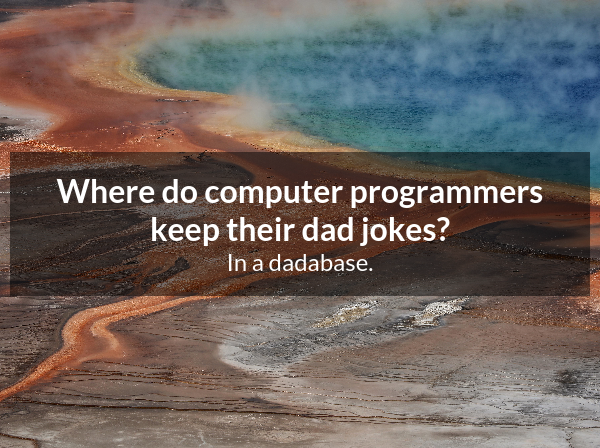 Where do computer programmers
keep their dad jokes?
In a dadabase.